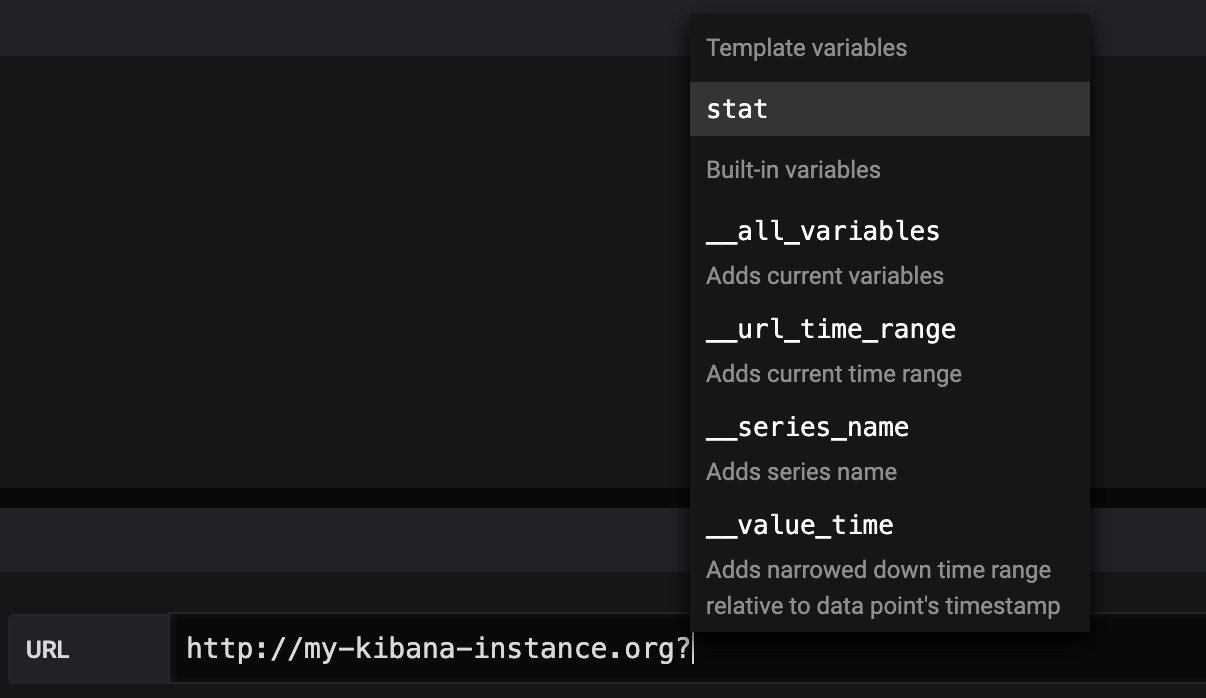 Template variables
stat
Built-in variables
__all_variables
Adds current variables
__url_time_range
Adds current time range
__series_name
Adds series name
__value_time
Adds narrowed down time range
relative to data point's timestamp
URL
http://my-kibana-instance.org?